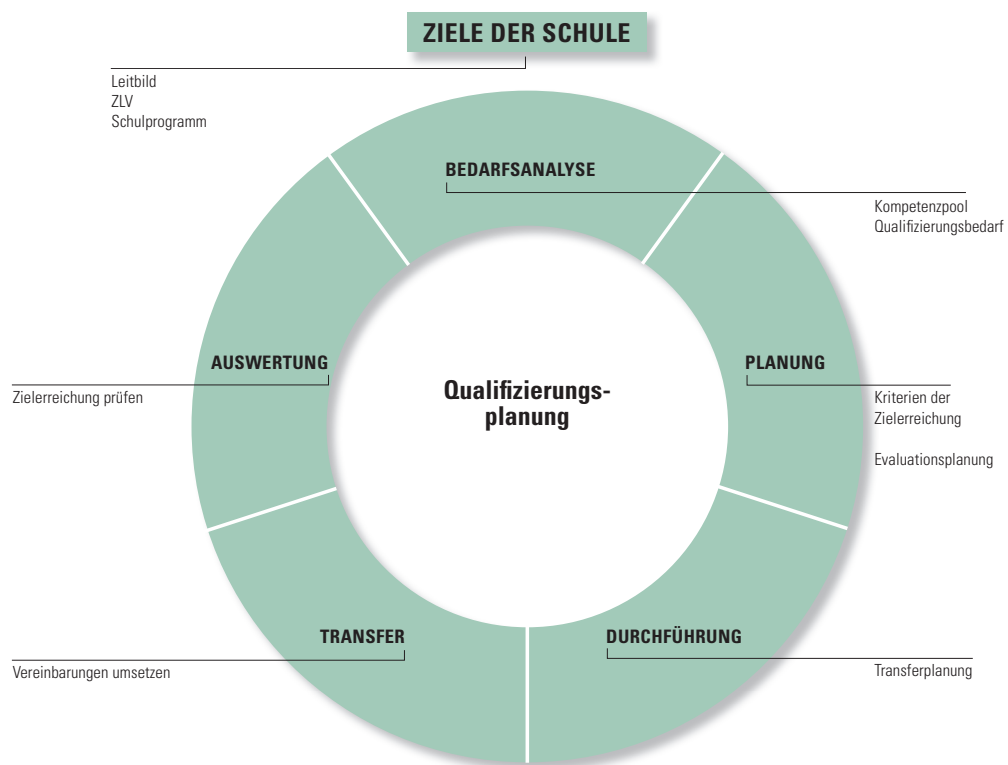 ZIELE DER SCHULE
Leitbild
ZLV
Schulprogramm
BEDARFSANALYSE
Kompetenzpool
Qualifizierungsbedarf
AUSWERTUNG
Zielerreichung prüfen
Qualifizierungs-
planung
PLANUNG
Kriterien der
Zielerreichung
Evaluationsplanung
TRANSFER
Vereinbarungen umsetzen
DURCHFÜHRUNG
Transferplanung